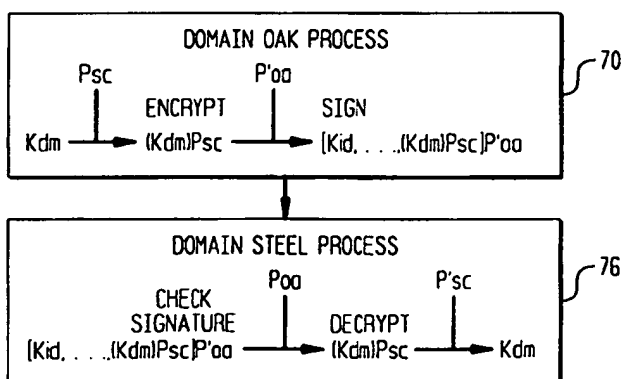 DOMAIN OAK PROCESS
70
Psc
P'oa
ENCRYPT
SIGN
Kdm
(Kdm)Psc
[Kid, . . .,(Kdm)Psc]P'oa
DOMAIN STEEL PROCESS
76
Poa
P'sc
CHECK
SIGNATURE
DECRYPT
[Kid, . . .,(Kdm)Psc]P'oa
(Kdm)Psc
Kdm